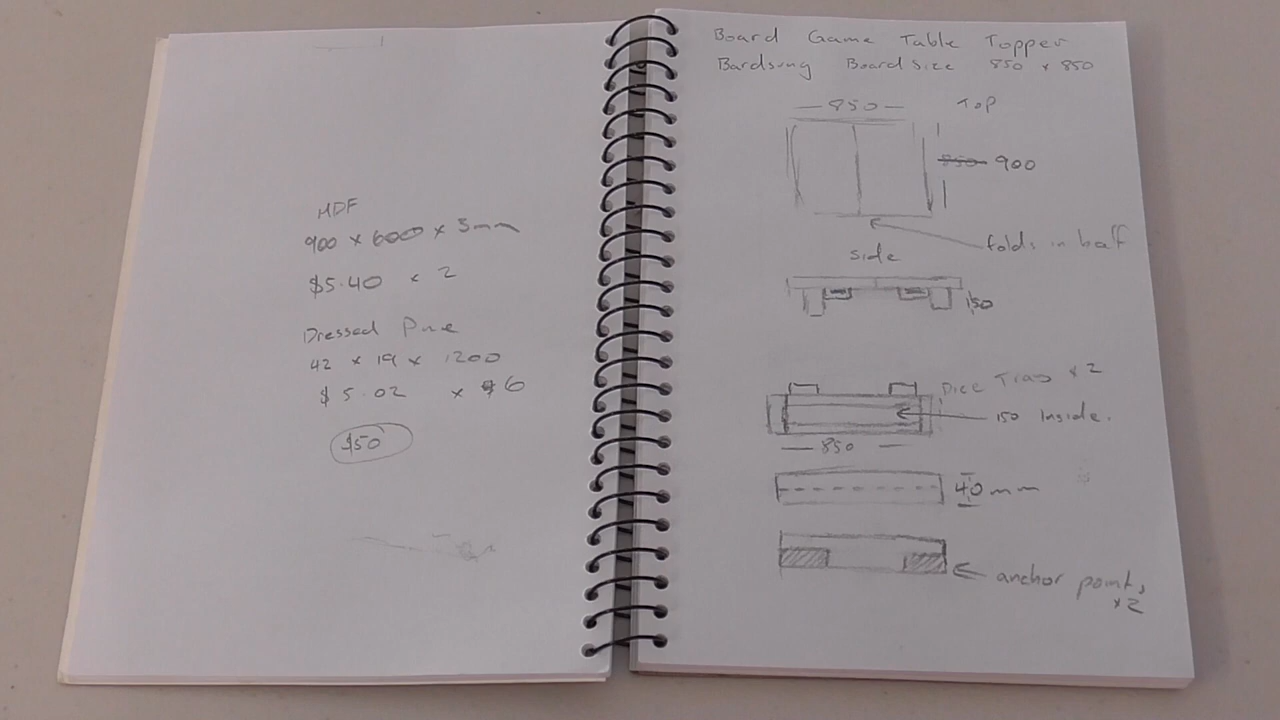 MDF
900 x 600 x 3mm
$5.40 x 2
Dressed Pine
42 x 19 x 1200
$5.02 x 6
$50
Board Game Table Topper
Bardsung Board Size 850 x 850
850
Top
850 900
folds in half
side
150
Dice Trays x 2
150 Inside.
850
40mm
anchor points
x2